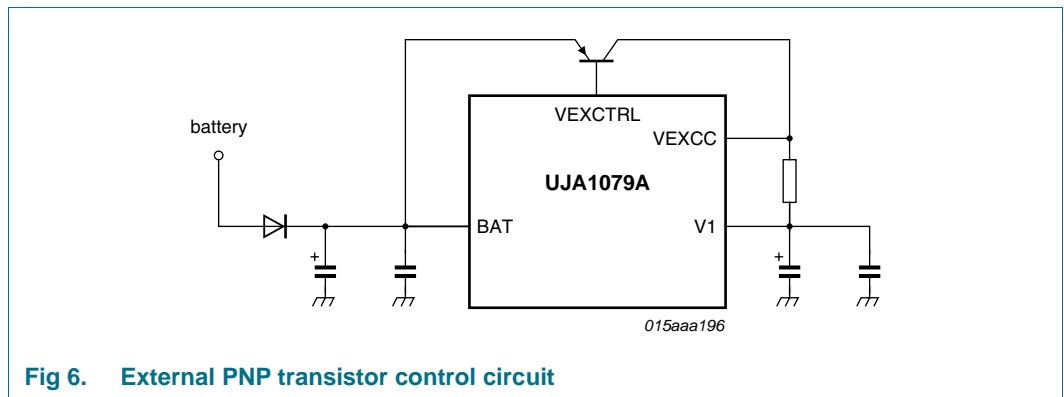 battery
VEXCTRL
VEXCC
UJA1079A
BAT
V1
+
+
015aaa196
Fig 6. External PNP transistor control circuit